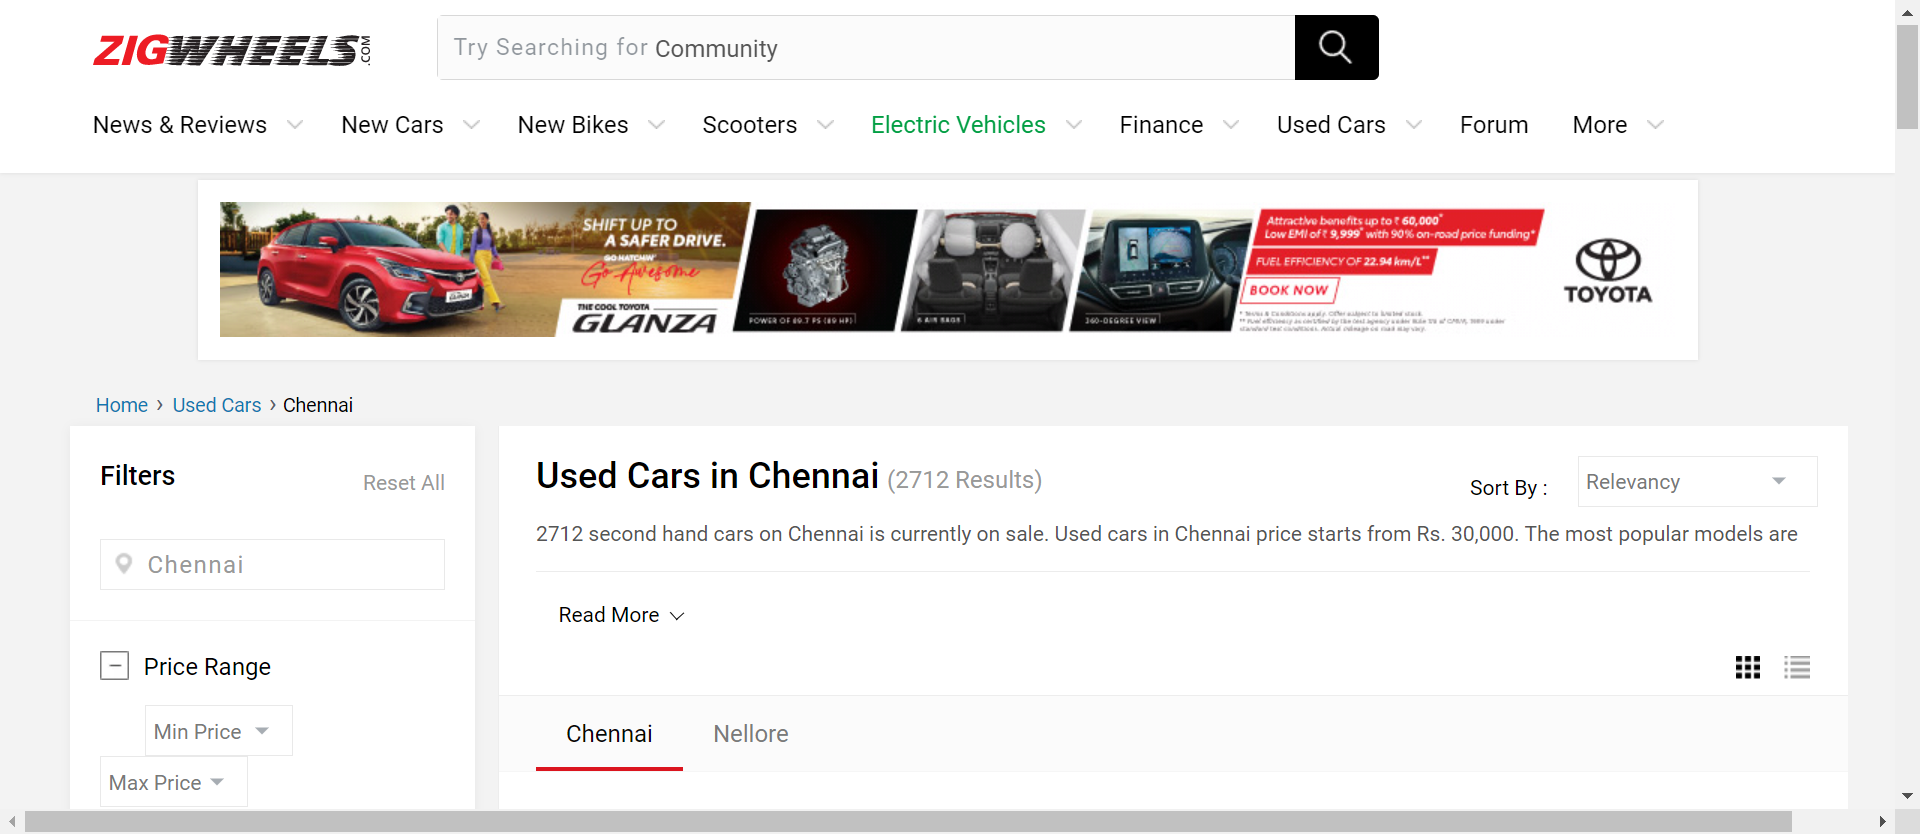 ZIGWHEELS.COM
Try Searching for Community
News & Reviews
New Cars
New Bikes
Scooters
Electric Vehicles
Finance
Used Cars
Forum
More
SHIFT UP TO
A SAFER DRIVE.
Go Awesome
THE COOL TOYOTA
GLANZA
POWER OF 89.7 PS (89 HP)
6 AIR BAGS
360-DEGREE VIEW
Attractive benefits up to ₹ 60,000*
Low EMI of ₹ 9,999* with 90% on-road price funding*
FUEL EFFICIENCY OF 22.94 km/L**
BOOK NOW
TOYOTA
Home › Used Cars › Chennai
Filters
Reset All
Chennai
Price Range
Min Price
Max Price
Used Cars in Chennai (2712 Results)
Sort By :
Relevancy
2712 second hand cars on Chennai is currently on sale. Used cars in Chennai price starts from Rs. 30,000. The most popular models are
Read More
Chennai
Nellore